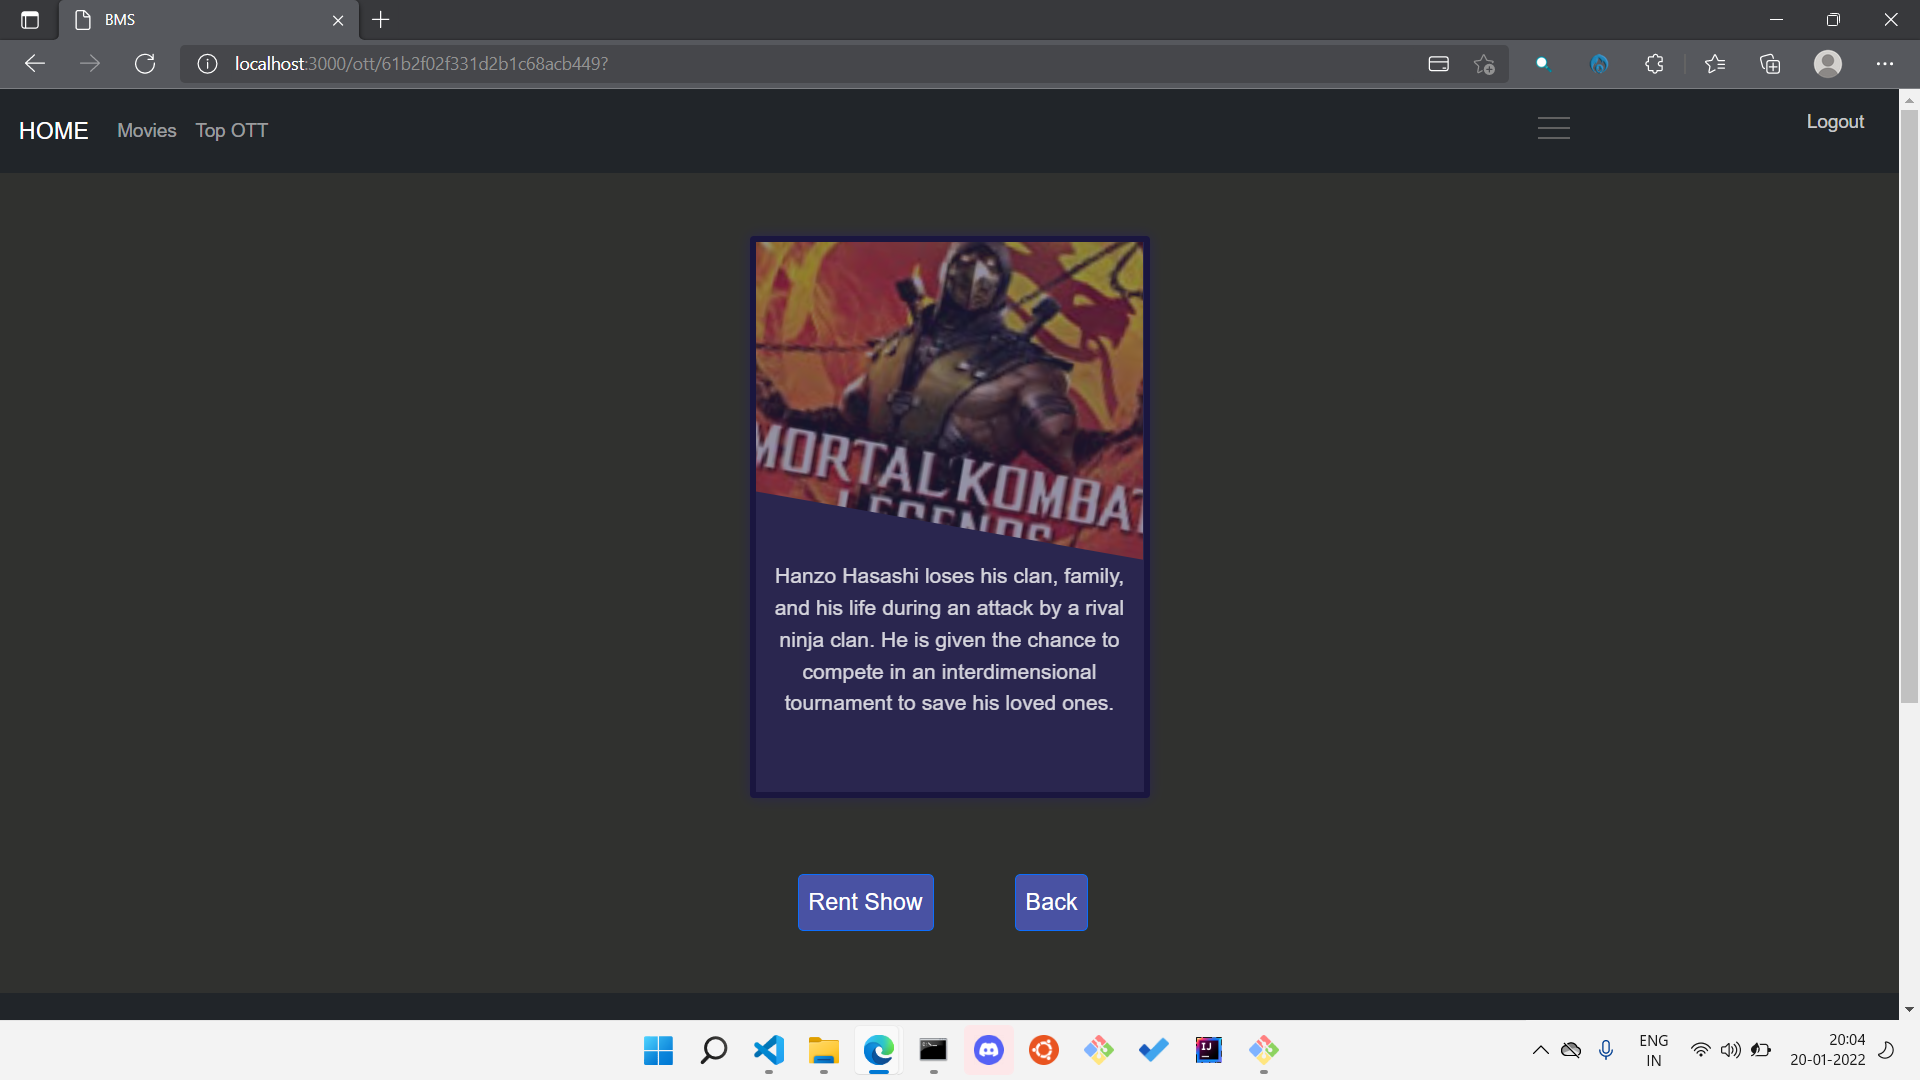 BMS
localhost:3000/ott/61b2f02f331d2b1c68acb449?
HOME Movies Top OTT Logout
MORTAL KOMBAT
LEGENDS
Hanzo Hasashi loses his clan, family,
and his life during an attack by a rival
ninja clan. He is given the chance to
compete in an interdimensional
tournament to save his loved ones.
Rent Show Back
ENG
IN
20:04
20-01-2022